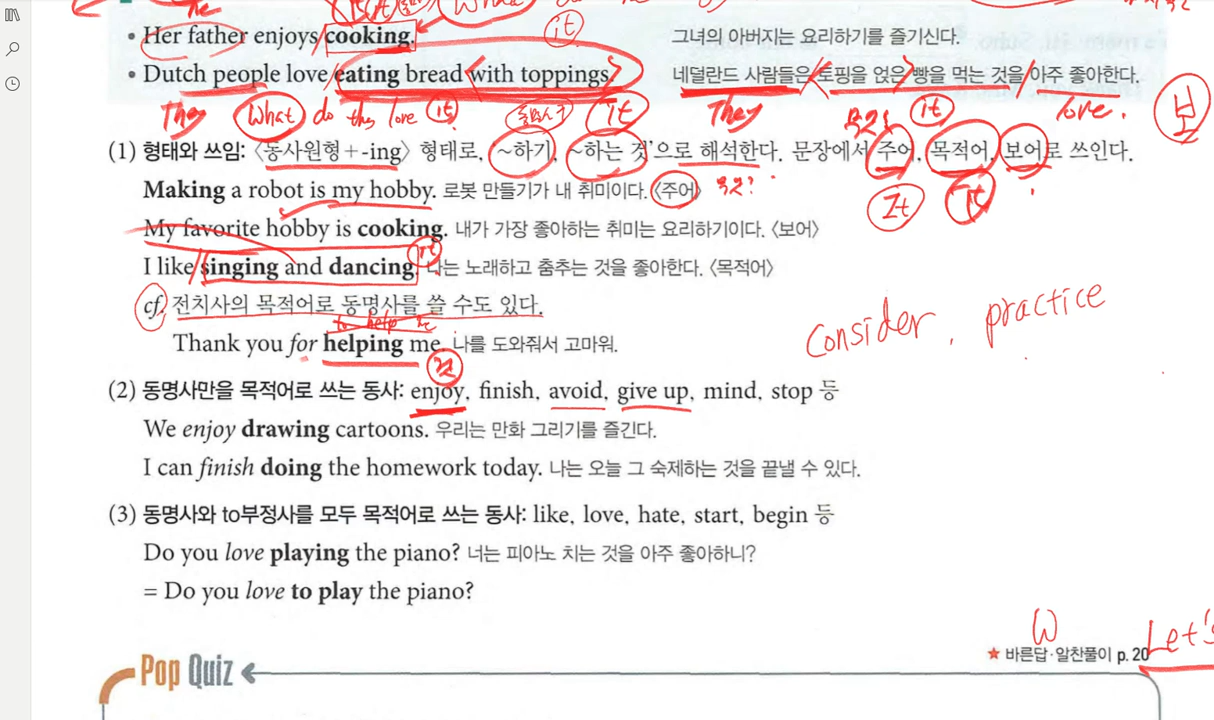 What
it
• Her father enjoys cooking. 그녀의 아버지는 요리하기를 즐기신다.
• Dutch people love eating bread with toppings. 네덜란드 사람들은 토핑을 얹은 빵을 먹는 것을 아주 좋아한다.
They What do they love it It They it love. 보
(1) 형태와 쓰임: 〈동사원형+-ing〉 형태로, ‘~하기, ~하는 것’으로 해석한다. 문장에서 주어, 목적어, 보어로 쓰인다.
Making a robot is my hobby. 로봇 만들기가 내 취미이다. 〈주어〉
It It
My favorite hobby is cooking. 내가 가장 좋아하는 취미는 요리하기이다. 〈보어〉
it
I like singing and dancing. 나는 노래하고 춤추는 것을 좋아한다. 〈목적어〉
cf. 전치사의 목적어로 동명사를 쓸 수도 있다.
to help me
Thank you for helping me. 나를 도와줘서 고마워.
consider, practice
것
(2) 동명사만을 목적어로 쓰는 동사: enjoy, finish, avoid, give up, mind, stop 등
We enjoy drawing cartoons. 우리는 만화 그리기를 즐긴다.
I can finish doing the homework today. 나는 오늘 그 숙제하는 것을 끝낼 수 있다.
(3) 동명사와 to부정사를 모두 목적어로 쓰는 동사: like, love, hate, start, begin 등
Do you love playing the piano? 너는 피아노 치는 것을 아주 좋아하니?
= Do you love to play the piano?
★ 바른답·알찬풀이 p. 20
Let's
Pop Quiz